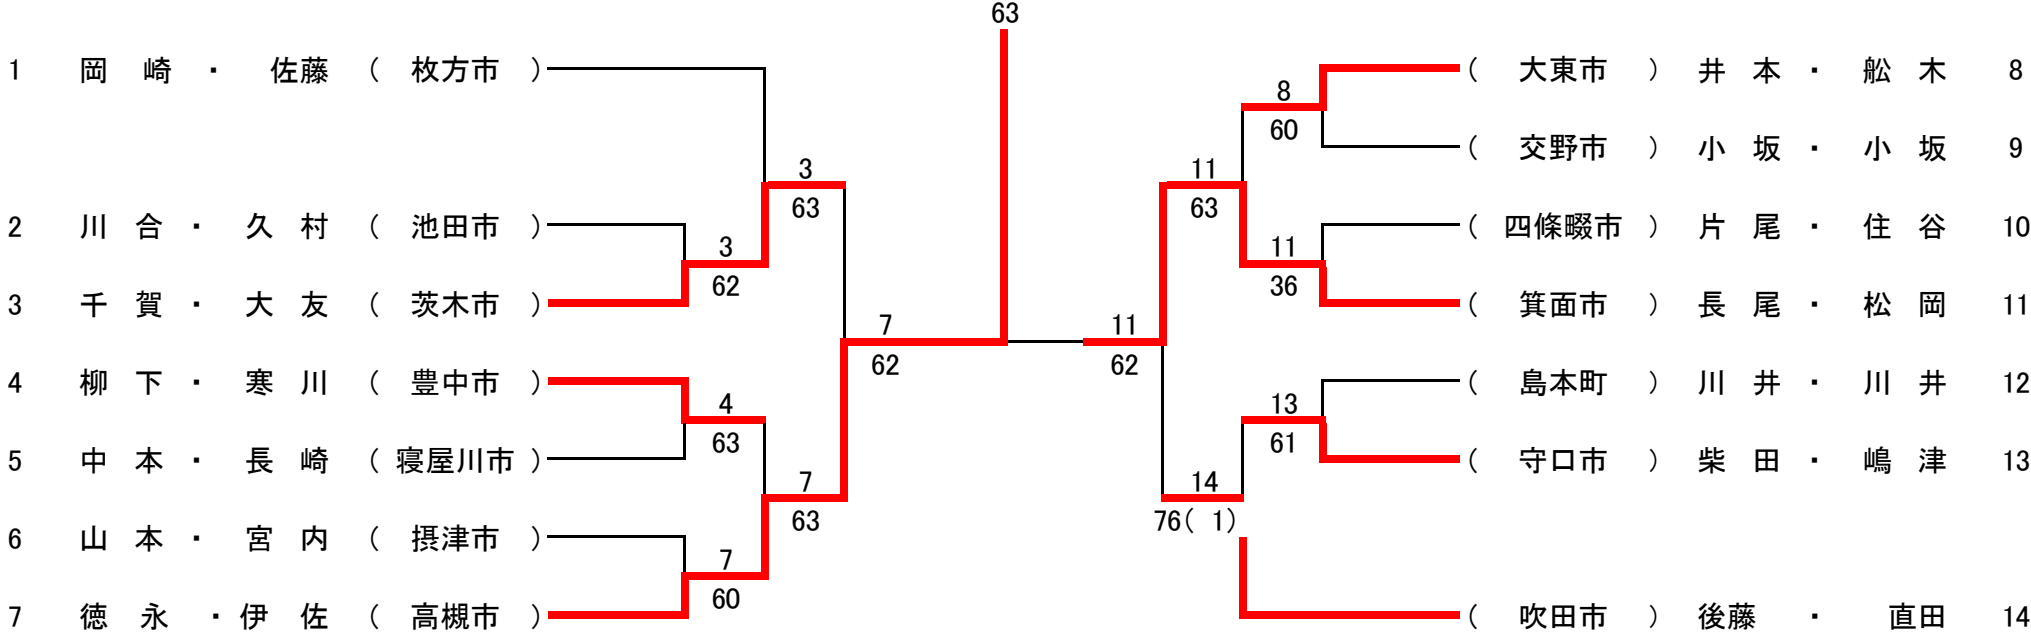 63
1 岡 崎 ・ 佐藤 ( 枚方市 )
2 川 合 ・ 久 村 ( 池田市 )
3 千 賀 ・ 大 友 ( 茨木市 )
4 柳 下 ・ 寒 川 ( 豊中市 )
5 中 本 ・ 長 崎 ( 寝屋川市 )
6 山 本 ・ 宮 内 ( 摂津市 )
7 徳 永 ・ 伊 佐 ( 高槻市 )
3
62
4
63
7
60
3
63
7
63
7
62
11
62
11
63
14
76( 1)
8
60
11
36
13
61
( 大東市 ) 井 本 ・ 舩 木 8
( 交野市 ) 小 坂 ・ 小 坂 9
( 四條畷市 ) 片 尾 ・ 住 谷 10
( 箕面市 ) 長 尾 ・ 松 岡 11
( 島本町 ) 川 井 ・ 川 井 12
( 守口市 ) 柴 田 ・ 嶋 津 13
( 吹田市 ) 後藤 ・ 直田 14